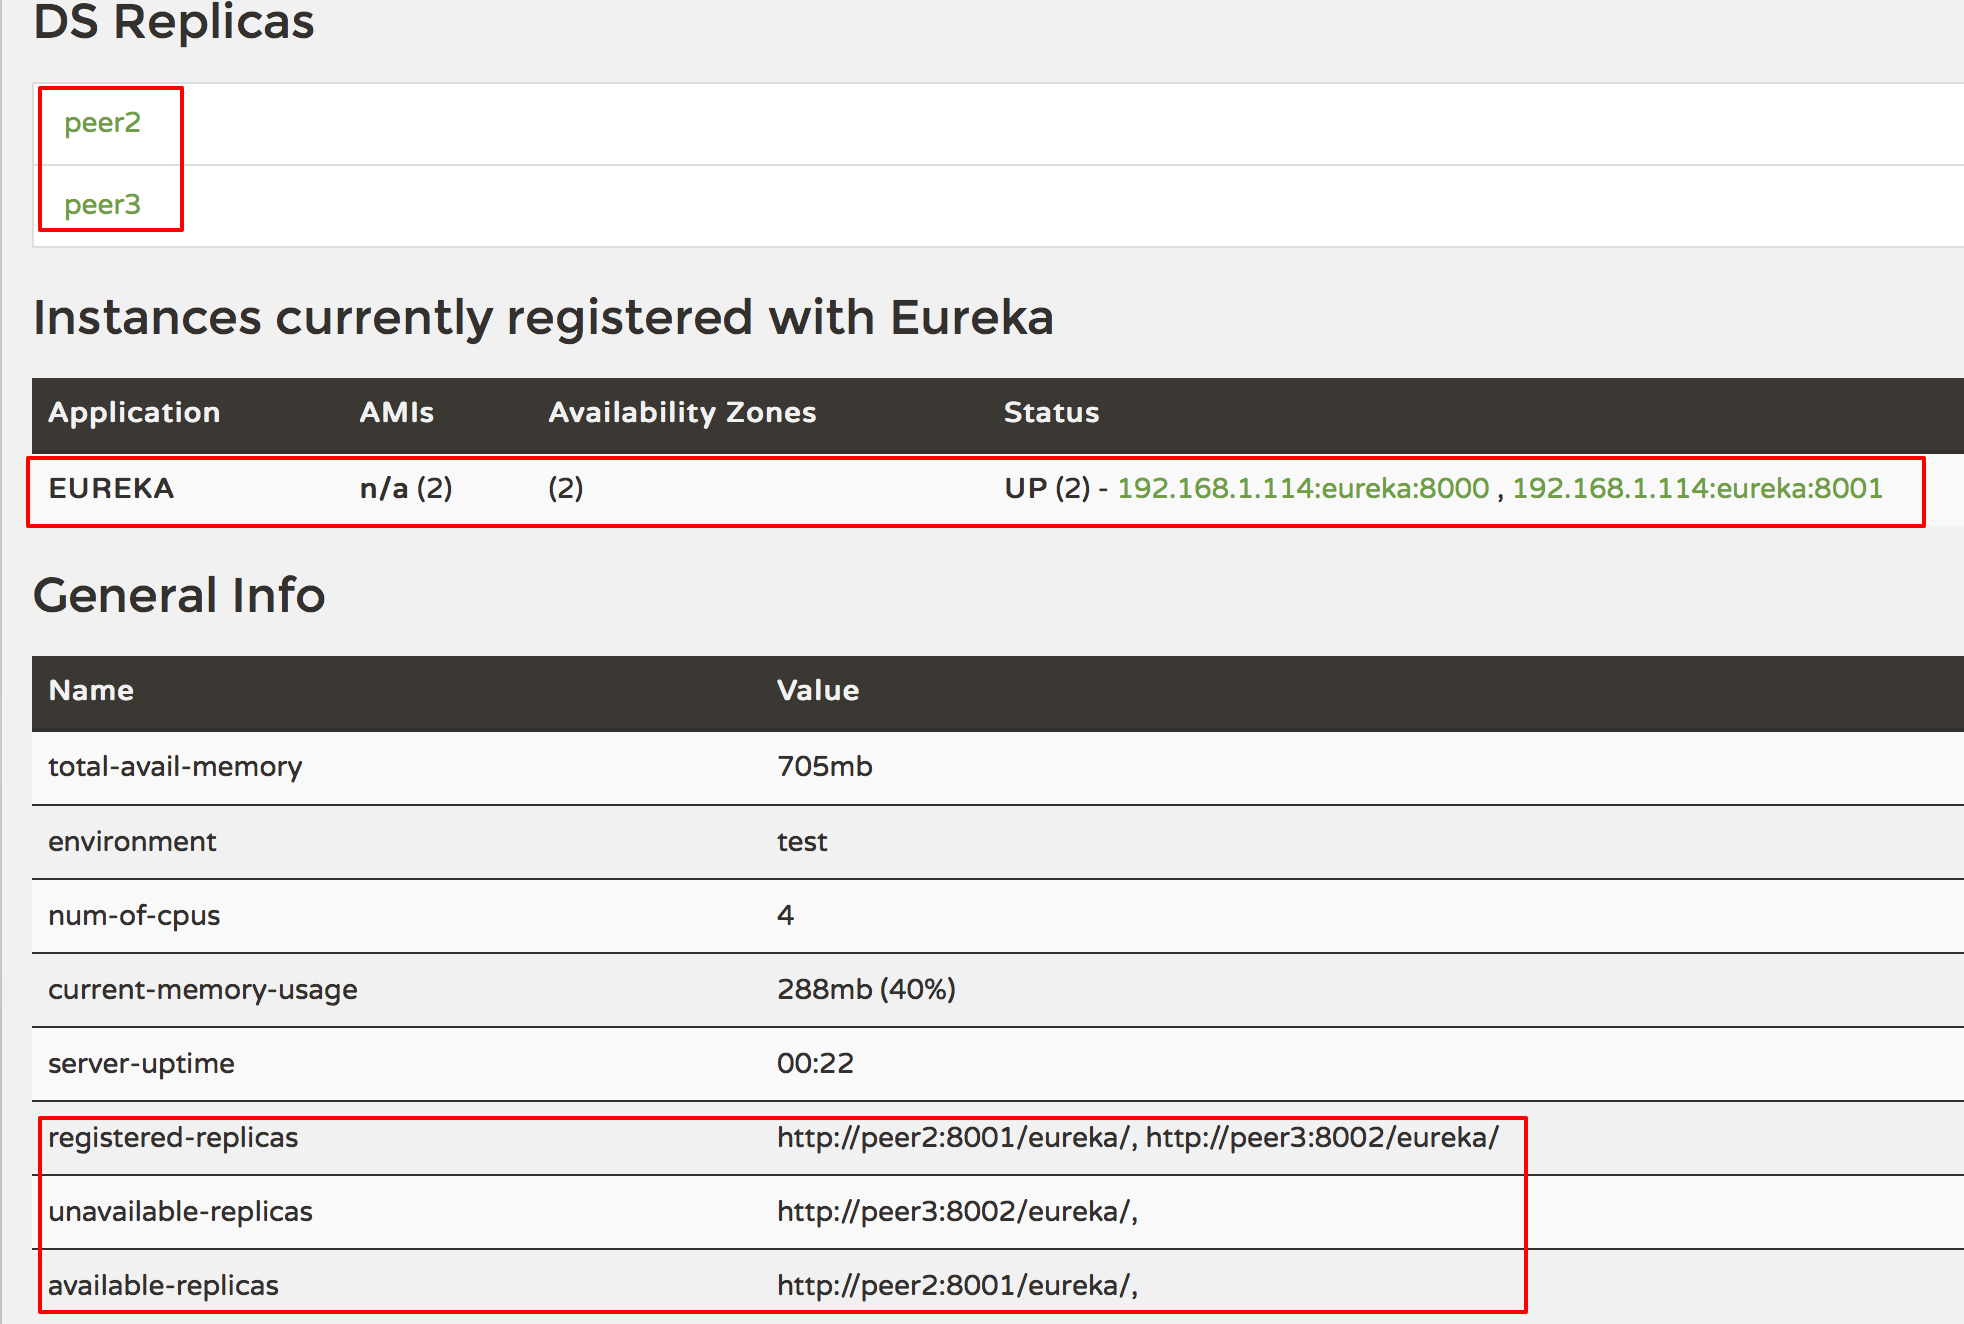 DS Replicas
peer2
peer3
Instances currently registered with Eureka
Application AMIs Availability Zones Status
EUREKA n/a (2) (2) UP (2) - 192.168.1.114:eureka:8000 , 192.168.1.114:eureka:8001
General Info
Name Value
total-avail-memory 705mb
environment test
num-of-cpus 4
current-memory-usage 288mb (40%)
server-uptime 00:22
registered-replicas http://peer2:8001/eureka/, http://peer3:8002/eureka/
unavailable-replicas http://peer3:8002/eureka/,
available-replicas http://peer2:8001/eureka/,